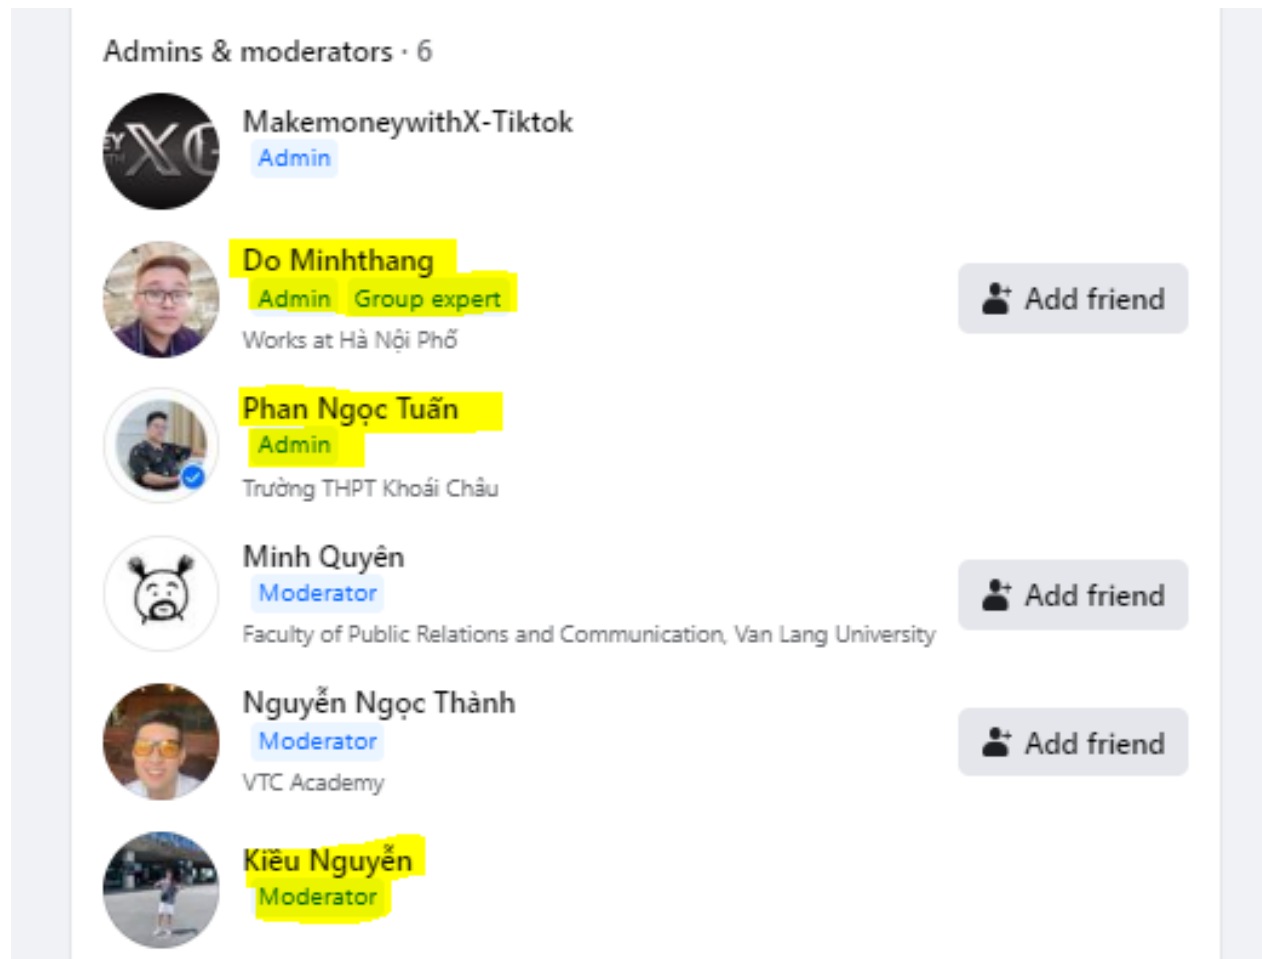 Admins & moderators · 6
MakemoneywithX-Tiktok
Admin
Do Minhthang
Admin Group expert
Works at Hà Nội Phố
Add friend
Phan Ngọc Tuấn
Admin
Trường THPT Khoái Châu
Minh Quyên
Moderator
Faculty of Public Relations and Communication, Van Lang University
Add friend
Nguyễn Ngọc Thành
Moderator
VTC Academy
Add friend
Kiều Nguyễn
Moderator